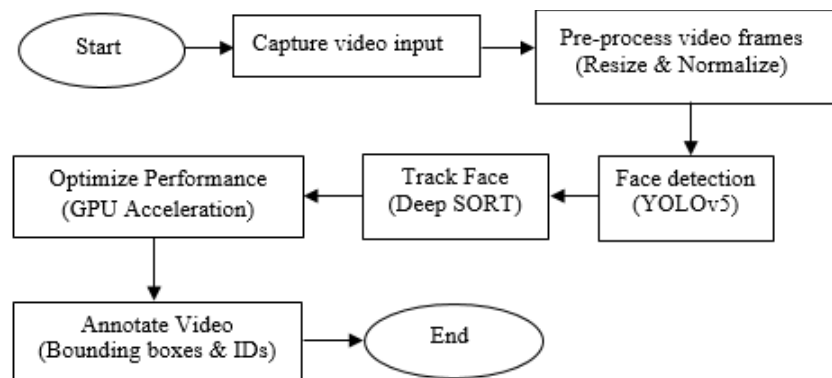 Start
Capture video input
Pre-process video frames
(Resize & Normalize)
Face detection
(YOLOv5)
Track Face
(Deep SORT)
Optimize Performance
(GPU Acceleration)
Annotate Video
(Bounding boxes & IDs)
End